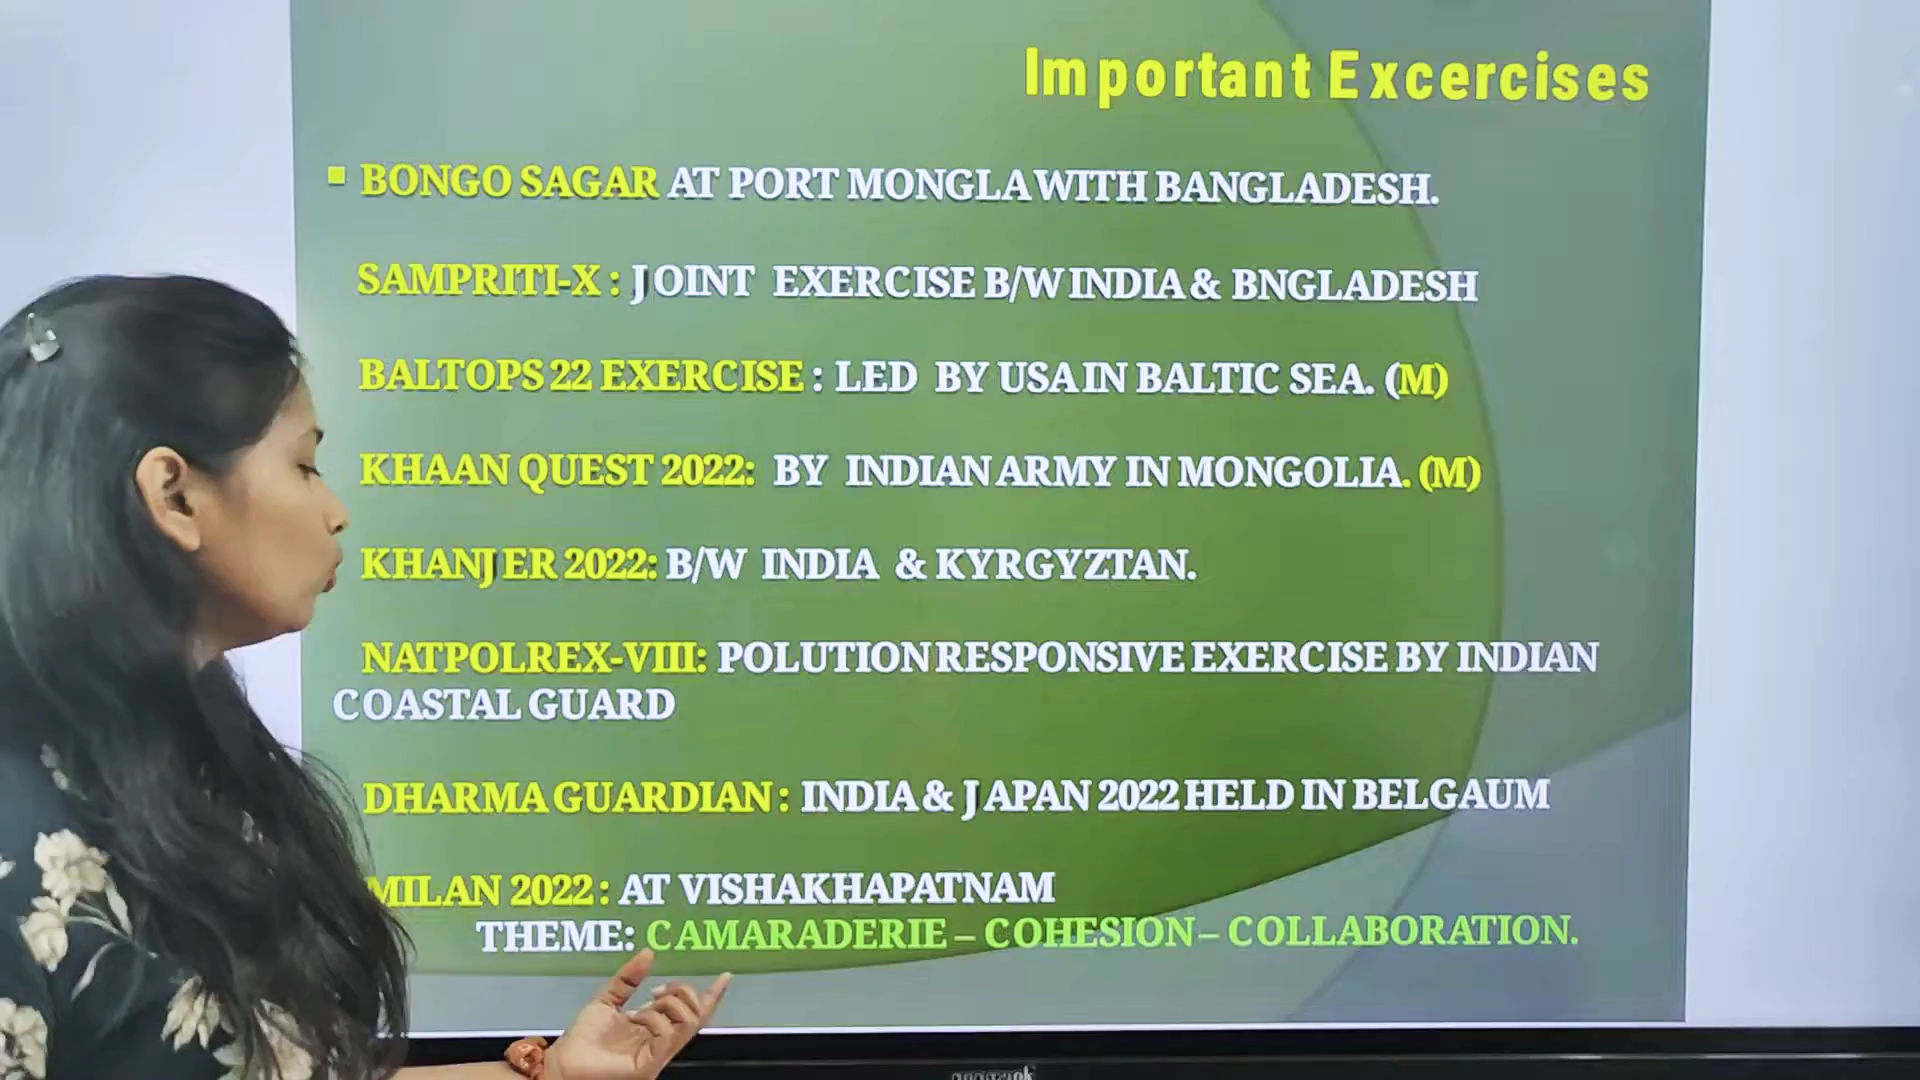 Important Excercises
▪ BONGO SAGAR AT PORT MONGLA WITH BANGLADESH.
SAMPRITI-X : JOINT EXERCISE B/W INDIA & BNGLADESH
BALTOPS 22 EXERCISE : LED BY USA IN BALTIC SEA. (M)
KHAAN QUEST 2022: BY INDIAN ARMY IN MONGOLIA. (M)
KHANJER 2022: B/W INDIA & KYRGYZTAN.
NATPOLREX-VIII: POLUTION RESPONSIVE EXERCISE BY INDIAN
COASTAL GUARD
DHARMA GUARDIAN : INDIA & JAPAN 2022 HELD IN BELGAUM
MILAN 2022 : AT VISHAKHAPATNAM
THEME: CAMARADERIE – COHESION – COLLABORATION.